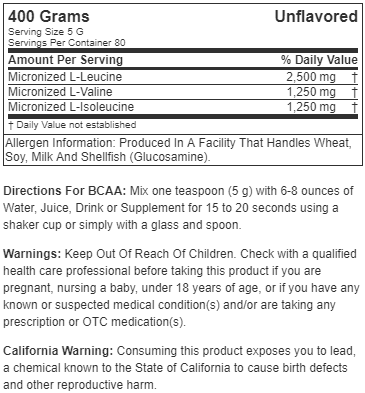 400 Grams Unflavored
Serving Size 5 G
Servings Per Container 80
Amount Per Serving % Daily Value
Micronized L-Leucine 2,500 mg †
Micronized L-Valine 1,250 mg †
Micronized L-Isoleucine 1,250 mg †
† Daily Value not established
Allergen Information: Produced In A Facility That Handles Wheat,
Soy, Milk And Shellfish (Glucosamine).
Directions For BCAA: Mix one teaspoon (5 g) with 6-8 ounces of
Water, Juice, Drink or Supplement for 15 to 20 seconds using a
shaker cup or simply with a glass and spoon.
Warnings: Keep Out Of Reach Of Children. Check with a qualified
health care professional before taking this product if you are
pregnant, nursing a baby, under 18 years of age, or if you have any
known or suspected medical condition(s) and/or are taking any
prescription or OTC medication(s).
California Warning: Consuming this product exposes you to lead,
a chemical known to the State of California to cause birth defects
and other reproductive harm.